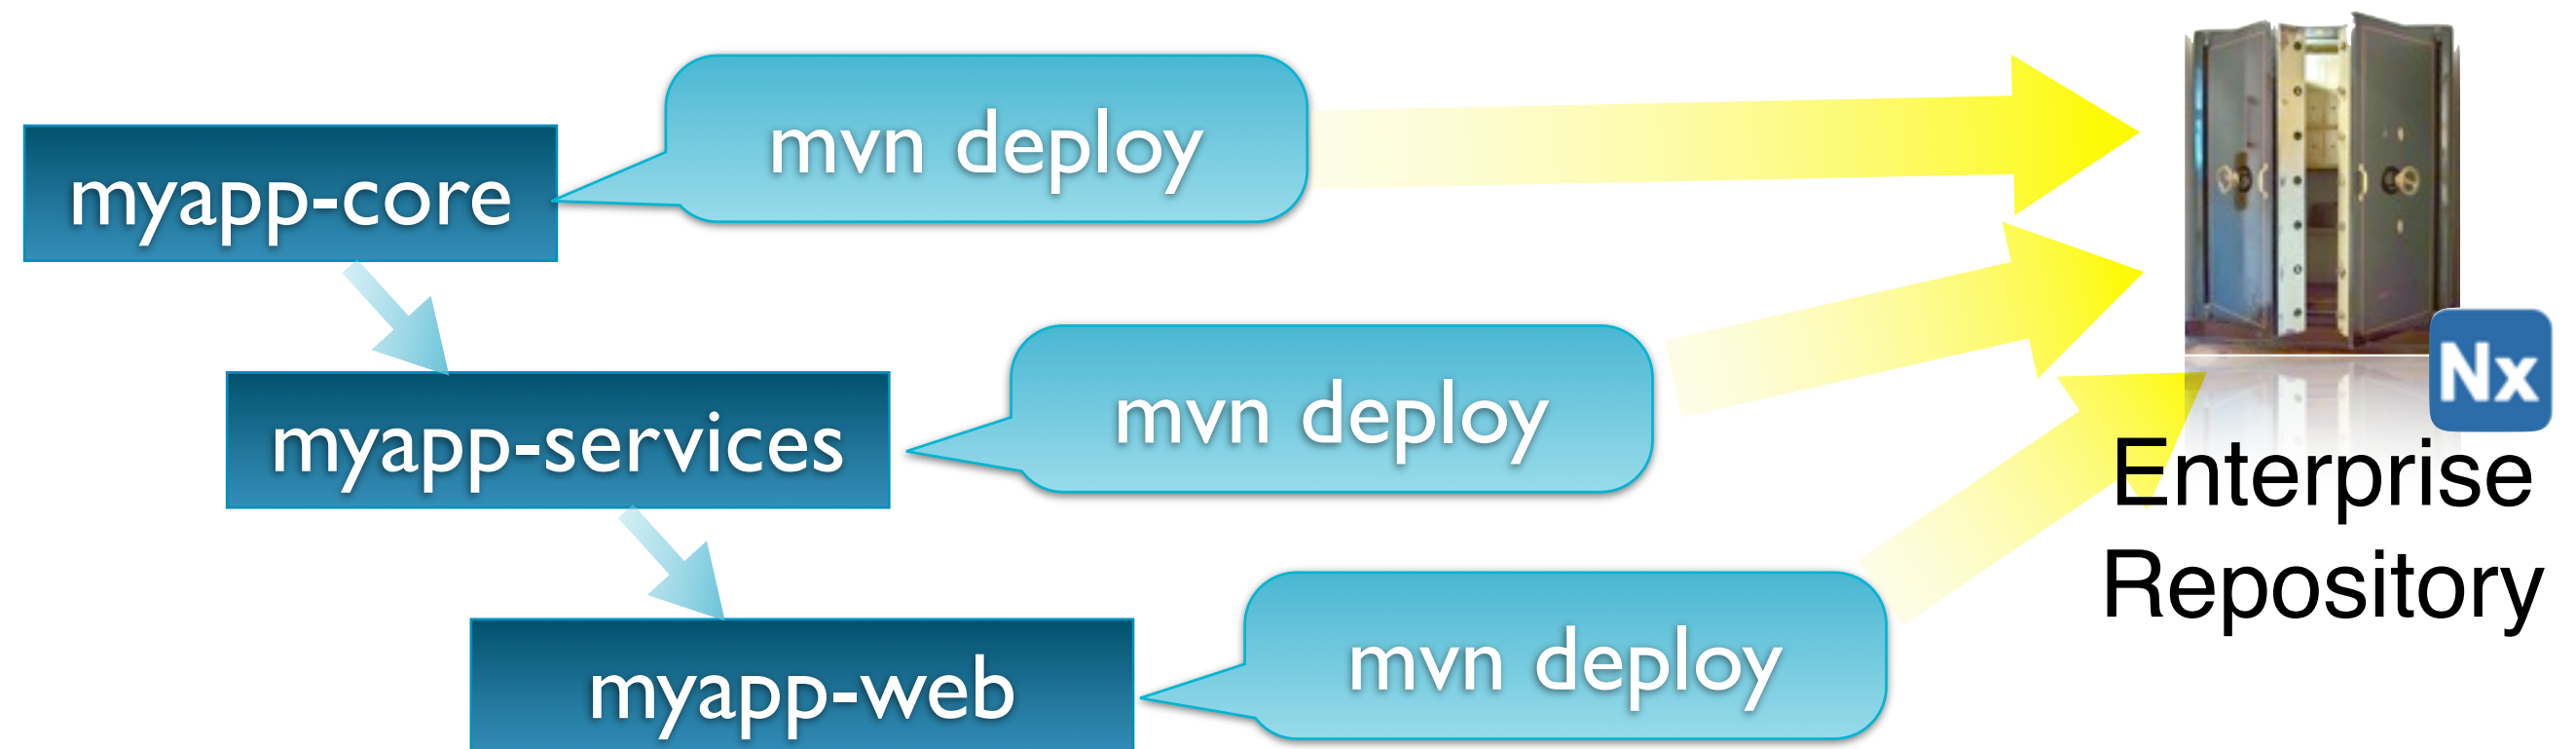 mvn deploy
myapp-core
mvn deploy
myapp-services
Nx
Enterprise
Repository
mvn deploy
myapp-web